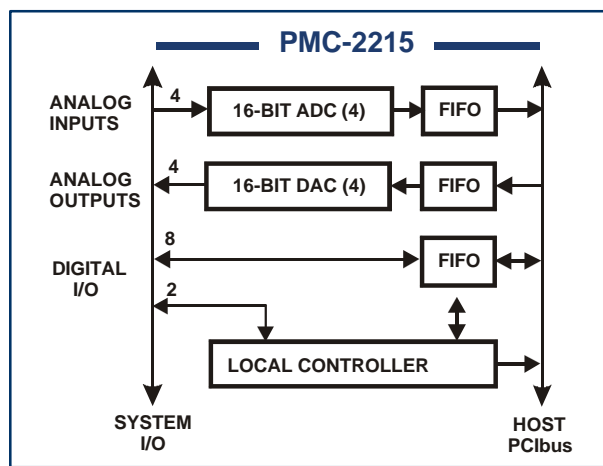 PMC-2215
ANALOG
INPUTS
4
16-BIT ADC (4)
FIFO
ANALOG
OUTPUTS
4
16-BIT DAC (4)
FIFO
DIGITAL
I/O
8
FIFO
2
LOCAL CONTROLLER
SYSTEM
I/O
HOST
PCIbus